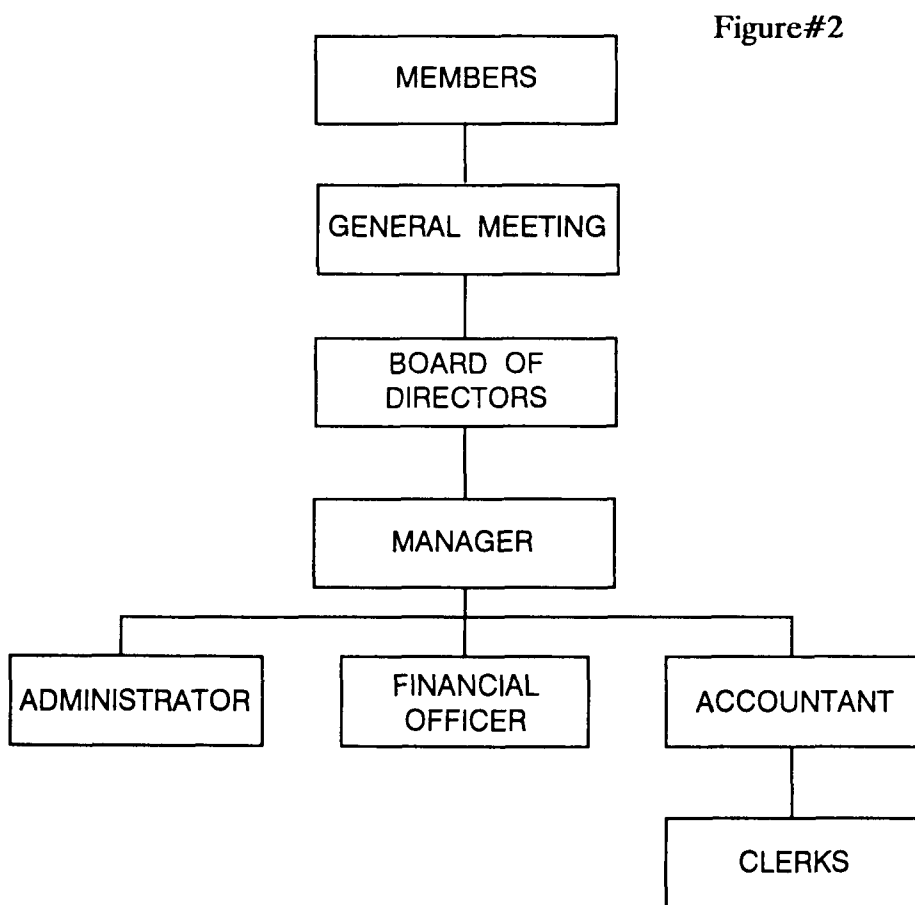 Figure#2
MEMBERS
GENERAL MEETING
BOARD OF
DIRECTORS
MANAGER
ADMINISTRATOR
FINANCIAL
OFFICER
ACCOUNTANT
CLERKS